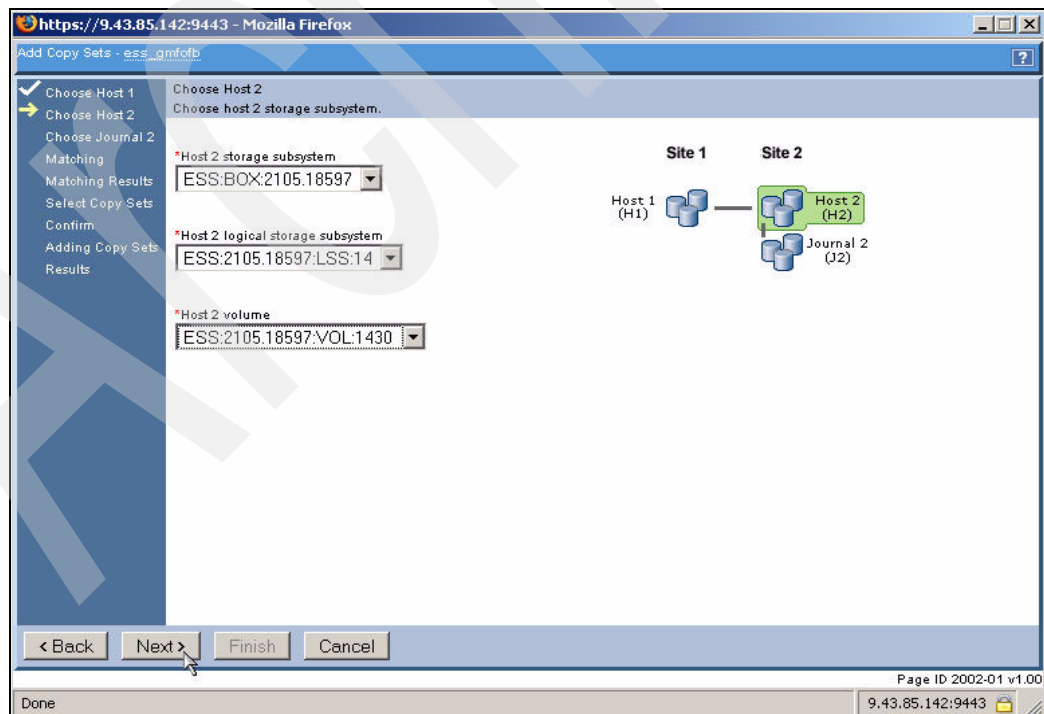 https://9.43.85.142:9443 - Mozilla Firefox
Add Copy Sets - ess_gmfofb
?
Choose Host 1
Choose Host 2
Choose Journal 2
Matching
Matching Results
Select Copy Sets
Confirm
Adding Copy Sets
Results
Choose Host 2
Choose host 2 storage subsystem.
*Host 2 storage subsystem
ESS:BOX:2105.18597
*Host 2 logical storage subsystem
ESS:2105.18597:LSS:14
*Host 2 volume
ESS:2105.18597:VOL:1430
Site 1 Site 2
Host 1
(H1)
Host 2
(H2)
Journal 2
(J2)
< Back Next > Finish Cancel
Page ID 2002-01 v1.00
Done 9.43.85.142:9443